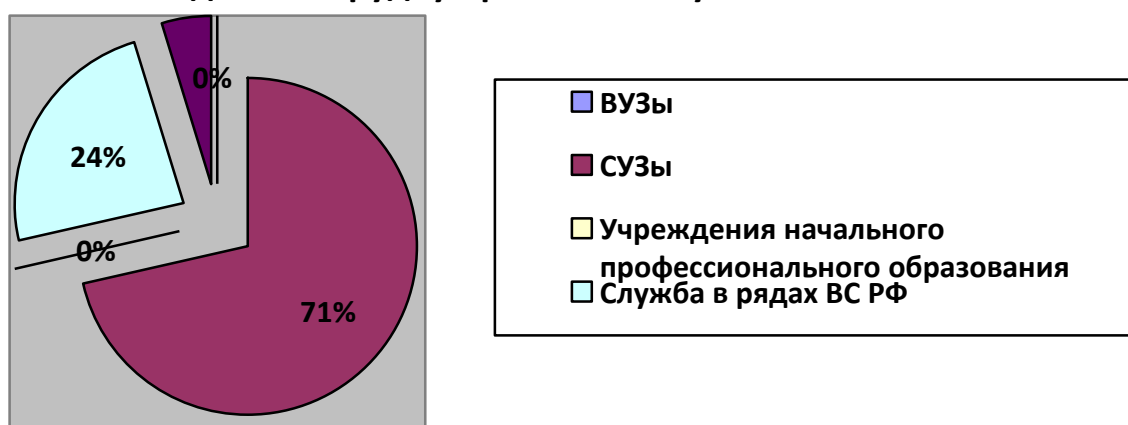 0%
24%
0%
71%
ВУЗы
СУЗы
Учреждения начального
профессионального образования
Служба в рядах ВС РФ